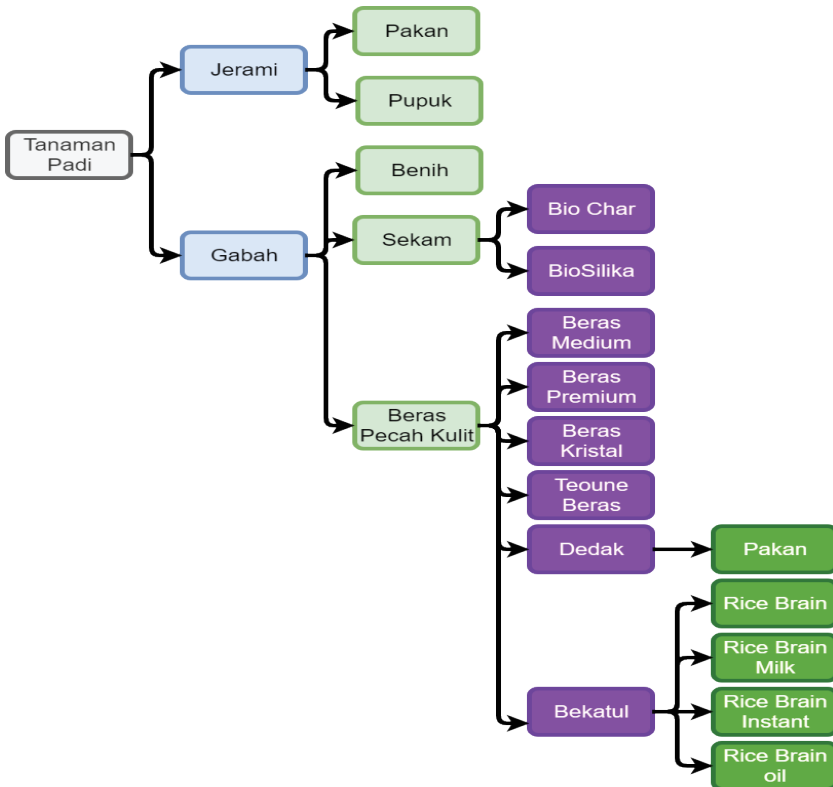 Tanaman
Padi
Jerami
Pakan
Pupuk
Gabah
Benih
Sekam
Bio Char
BioSilika
Beras
Pecah Kulit
Beras
Medium
Beras
Premium
Beras
Kristal
Teoune
Beras
Dedak
Pakan
Bekatul
Rice Brain
Rice Brain
Milk
Rice Brain
Instant
Rice Brain
oil